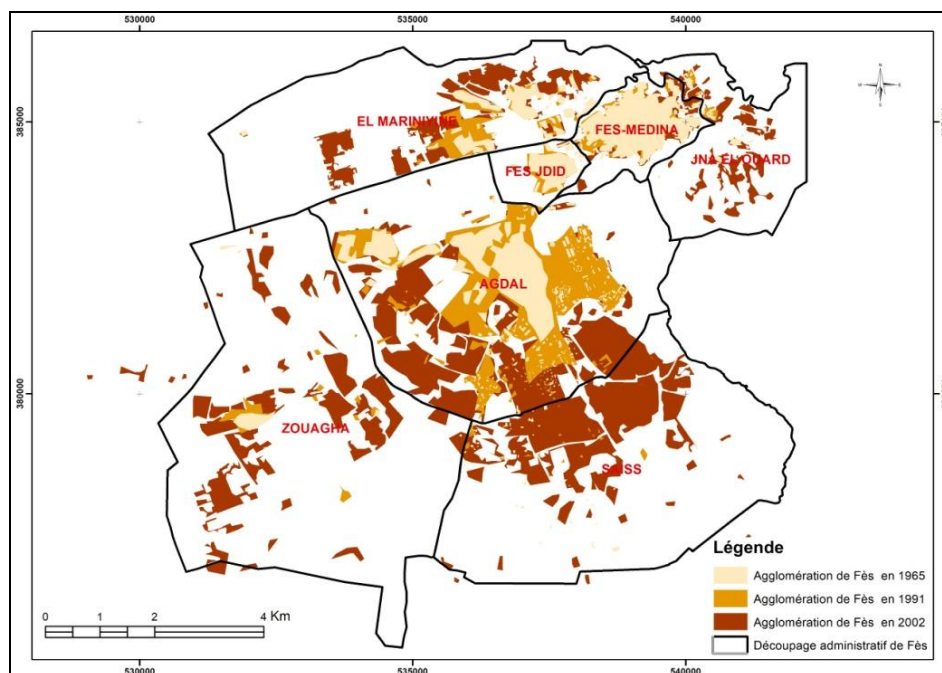 530000 535000 540000
385000
EL MARINIYINE
FES-MEDINA
JNA EL OUARD
FES JDID
AGDAL
380000
ZOUAGHA
SAISS
N
W E
S
Légende
Agglomération de Fès en 1965
Agglomération de Fès en 1991
Agglomération de Fès en 2002
Découpage administratif de Fès
0 1 2 4 Km
530000 535000 540000